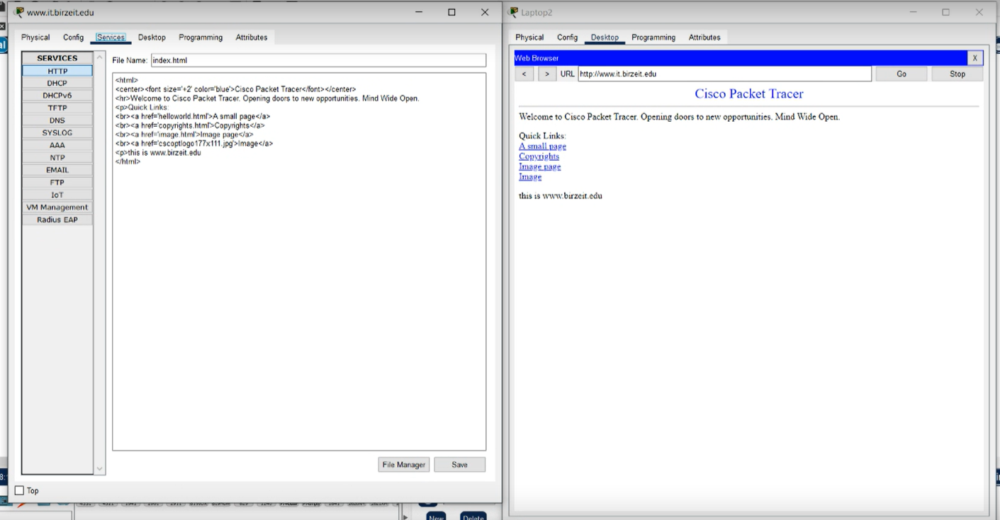 www.it.birzeit.edu
Physical Config Services Desktop Programming Attributes
SERVICES
HTTP
DHCP
DHCPv6
TFTP
DNS
SYSLOG
AAA
NTP
EMAIL
FTP
IoT
VM Management
Radius EAP
File Name: index.html
<html>
<center><font size='+2' color='blue'>Cisco Packet Tracer</font></center>
<hr>Welcome to Cisco Packet Tracer. Opening doors to new opportunities. Mind Wide Open.
<p>Quick Links:
<br><a href='helloworld.html'>A small page</a>
<br><a href='copyrights.html'>Copyrights</a>
<br><a href='image.html'>Image page</a>
<br><a href='cscoptlogo177x111.jpg'>Image</a>
<p>this is www.birzeit.edu
</html>
File Manager Save
Top
New Delete
Laptop2
Physical Config Desktop Programming Attributes
Web Browser X
< > URL http://www.it.birzeit.edu Go Stop
Cisco Packet Tracer
Welcome to Cisco Packet Tracer. Opening doors to new opportunities. Mind Wide Open.
Quick Links:
A small page
Copyrights
Image page
Image
this is www.birzeit.edu